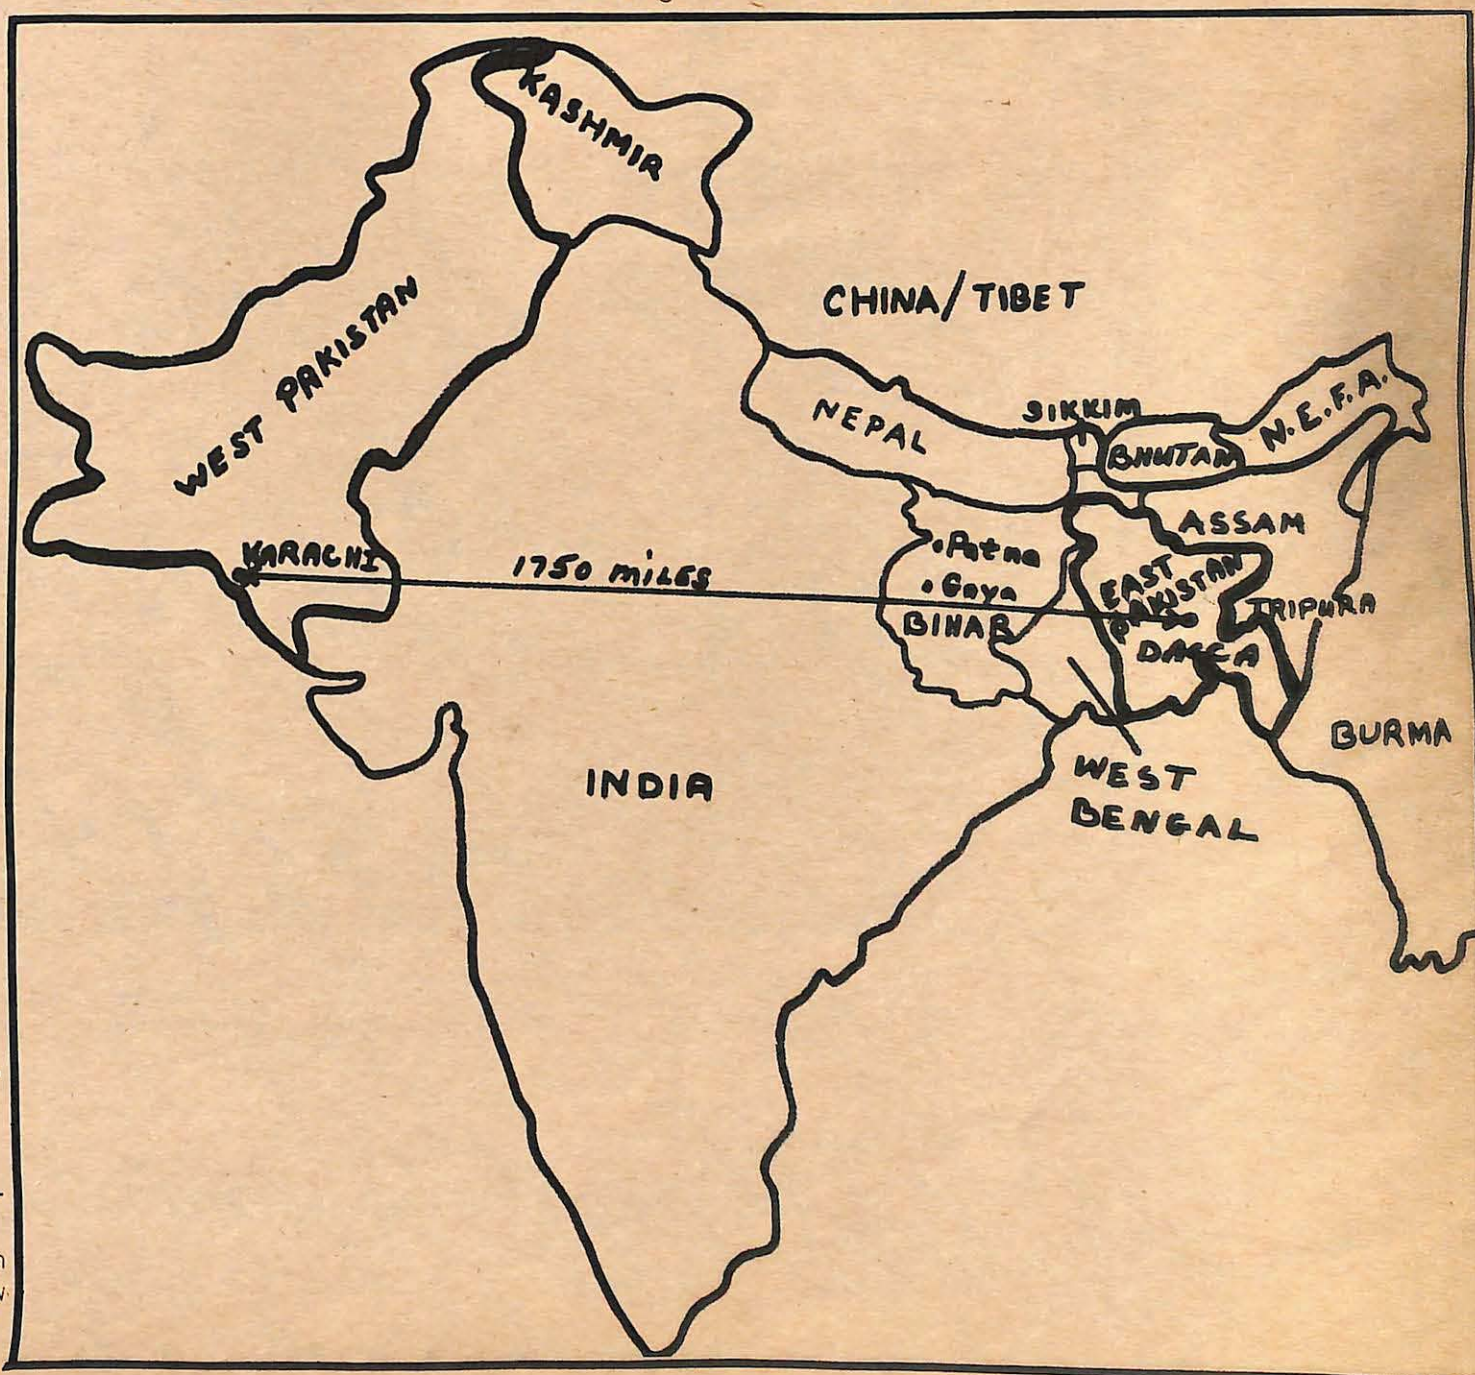 KASHMIR
CHINA/TIBET
WEST PAKISTAN
NEPAL
SIKKIM
BHUTAN
N.E.F.A.
ASSAM
KARACHI
1750 MILES
Patna
Gaya
BIHAR
EAST
PAKISTAN
TRIPURA
DACCA
BURMA
INDIA
WEST
BENGAL